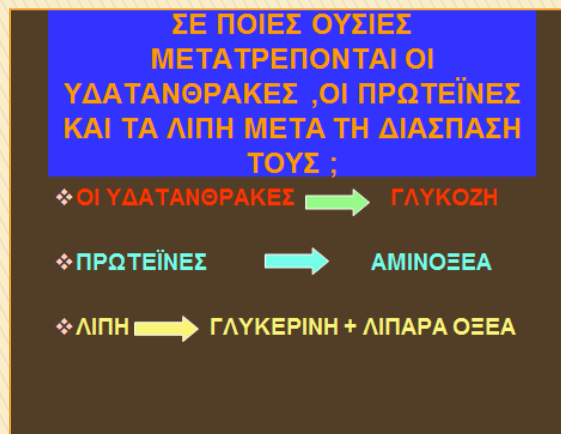 ΣΕ ΠΟΙΕΣ ΟΥΣΙΕΣ
ΜΕΤΑΤΡΕΠΟΝΤΑΙ ΟΙ
ΥΔΑΤΑΝΘΡΑΚΕΣ ,ΟΙ ΠΡΩΤΕΪΝΕΣ
ΚΑΙ ΤΑ ΛΙΠΗ ΜΕΤΑ ΤΗ ΔΙΑΣΠΑΣΗ
ΤΟΥΣ ;
❖ΟΙ ΥΔΑΤΑΝΘΡΑΚΕΣ ΓΛΥΚΟΖΗ
❖ΠΡΩΤΕΪΝΕΣ ΑΜΙΝΟΞΕΑ
❖ΛΙΠΗ ΓΛΥΚΕΡΙΝΗ + ΛΙΠΑΡΑ ΟΞΕΑ